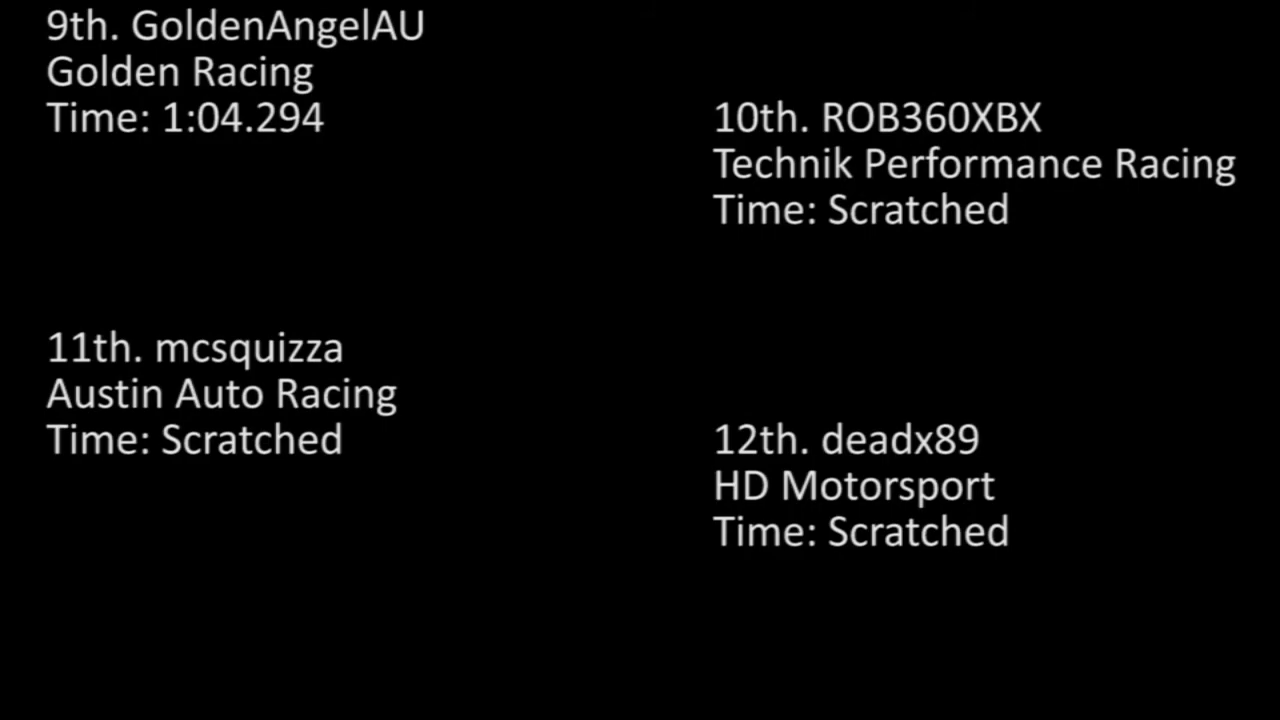 9th. GoldenAngelAU
Golden Racing
Time: 1:04.294
10th. ROB360XBX
Technik Performance Racing
Time: Scratched
11th. mcsquizza
Austin Auto Racing
Time: Scratched
12th. deadx89
HD Motorsport
Time: Scratched